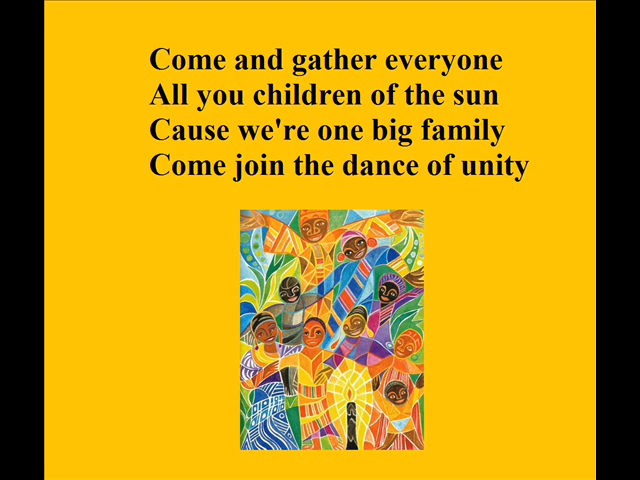 Come and gather everyone
All you children of the sun
Cause we're one big family
Come join the dance of unity